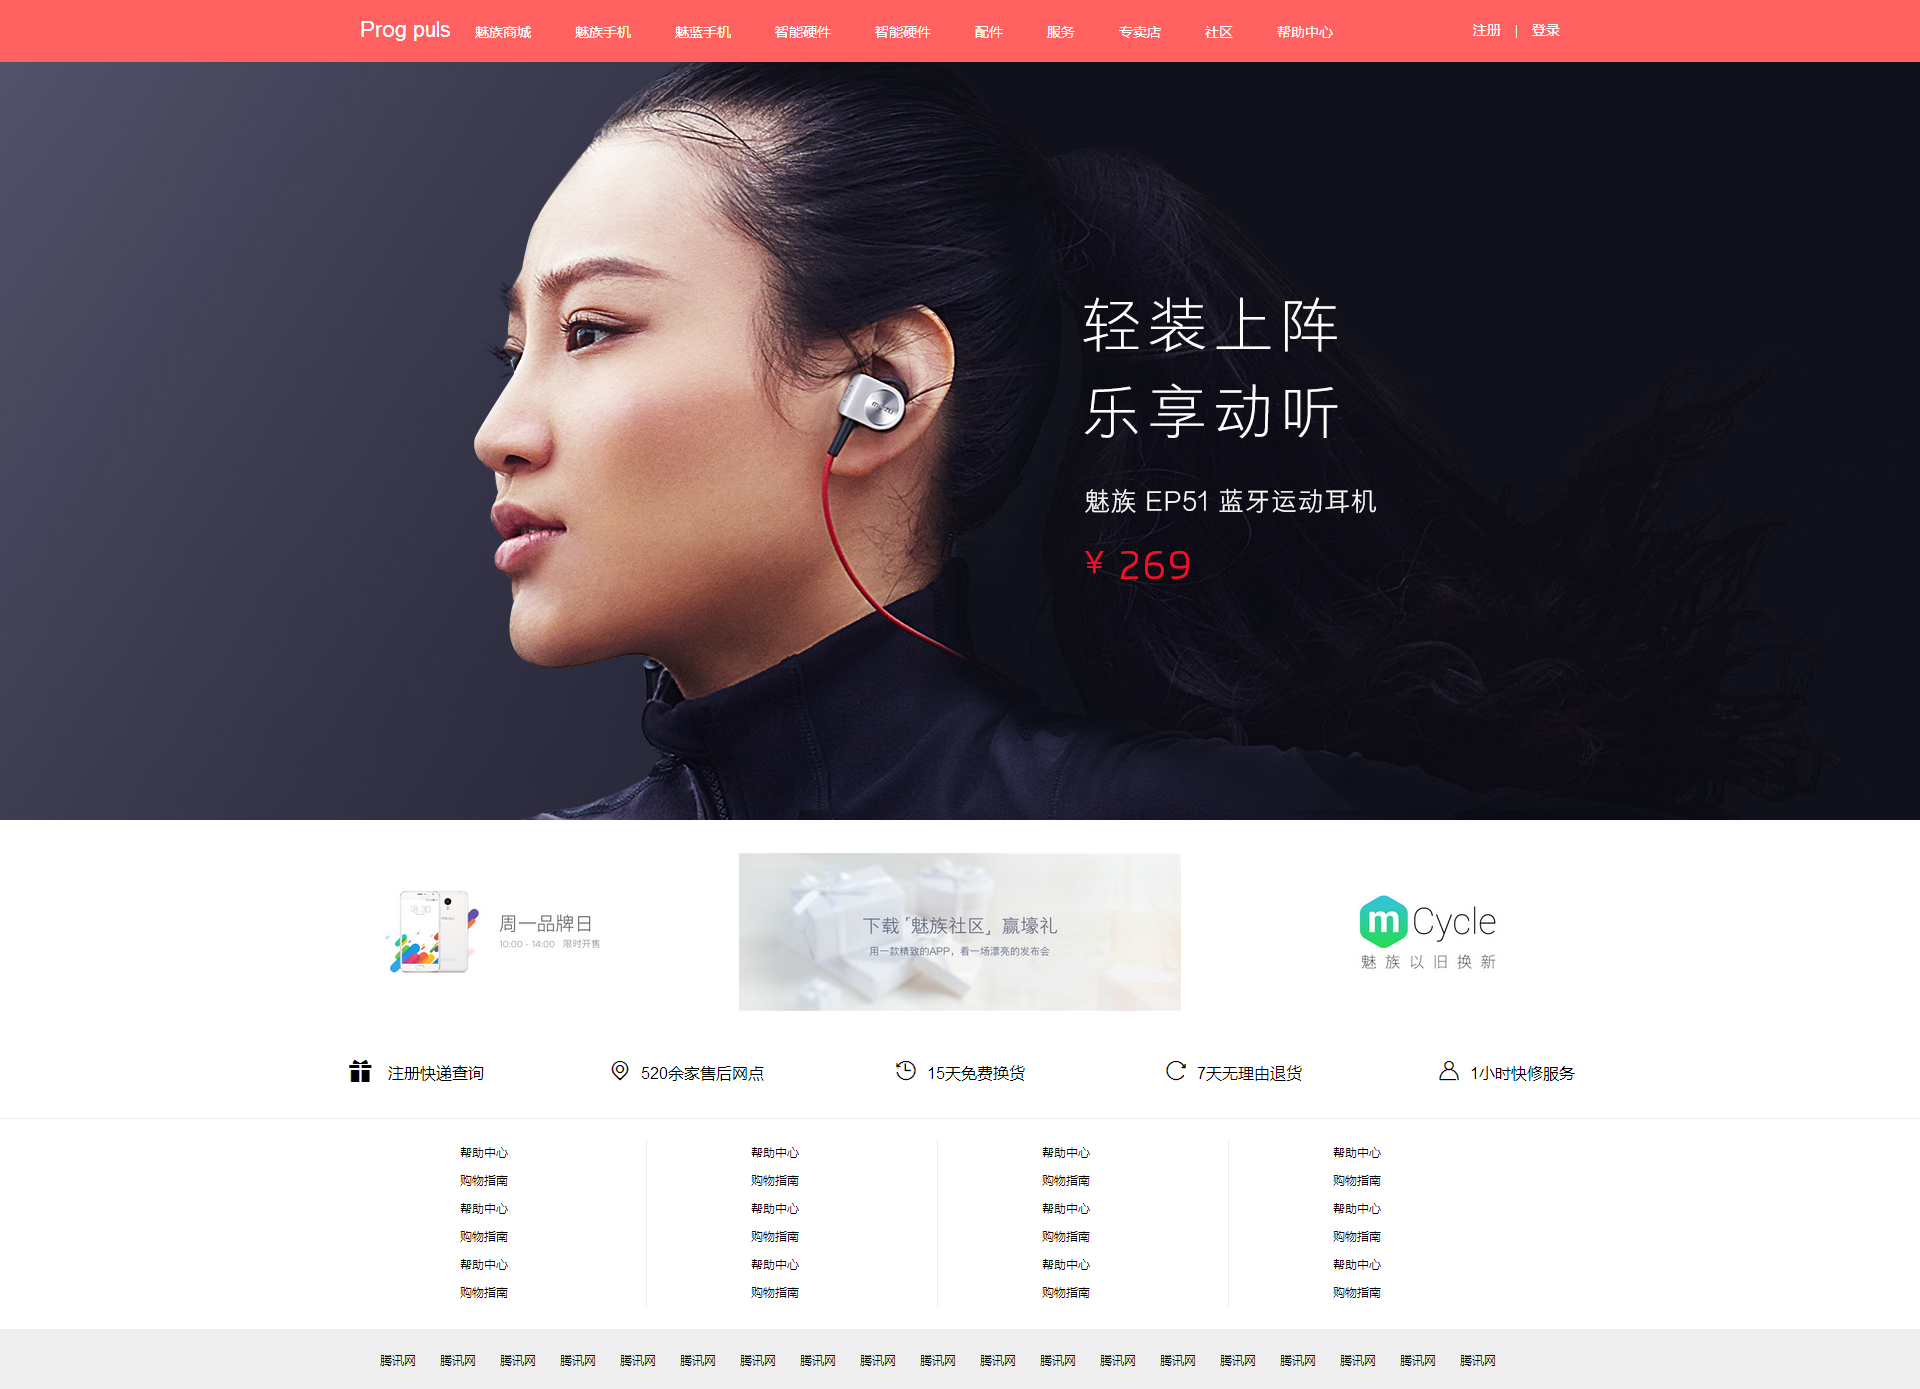 Prog puls 魅族商城 魅族手机 魅蓝手机 智能硬件 智能硬件 配件 服务 专卖店 社区 帮助中心 注册 | 登录
轻装上阵
乐享动听
魅族 EP51 蓝牙运动耳机
¥ 269
meizu
18:30
周一品牌日
10:00 - 14:00 限时开售
下载「魅族社区」赢壕礼
用一款精致的APP，看一场漂亮的发布会
m Cycle
魅族以旧换新
注册快递查询 520余家售后网点 15天免费换货 7天无理由退货 1小时快修服务
帮助中心 帮助中心 帮助中心 帮助中心
购物指南 购物指南 购物指南 购物指南
帮助中心 帮助中心 帮助中心 帮助中心
购物指南 购物指南 购物指南 购物指南
帮助中心 帮助中心 帮助中心 帮助中心
购物指南 购物指南 购物指南 购物指南
腾讯网 腾讯网 腾讯网 腾讯网 腾讯网 腾讯网 腾讯网 腾讯网 腾讯网 腾讯网 腾讯网 腾讯网 腾讯网 腾讯网 腾讯网 腾讯网 腾讯网 腾讯网 腾讯网